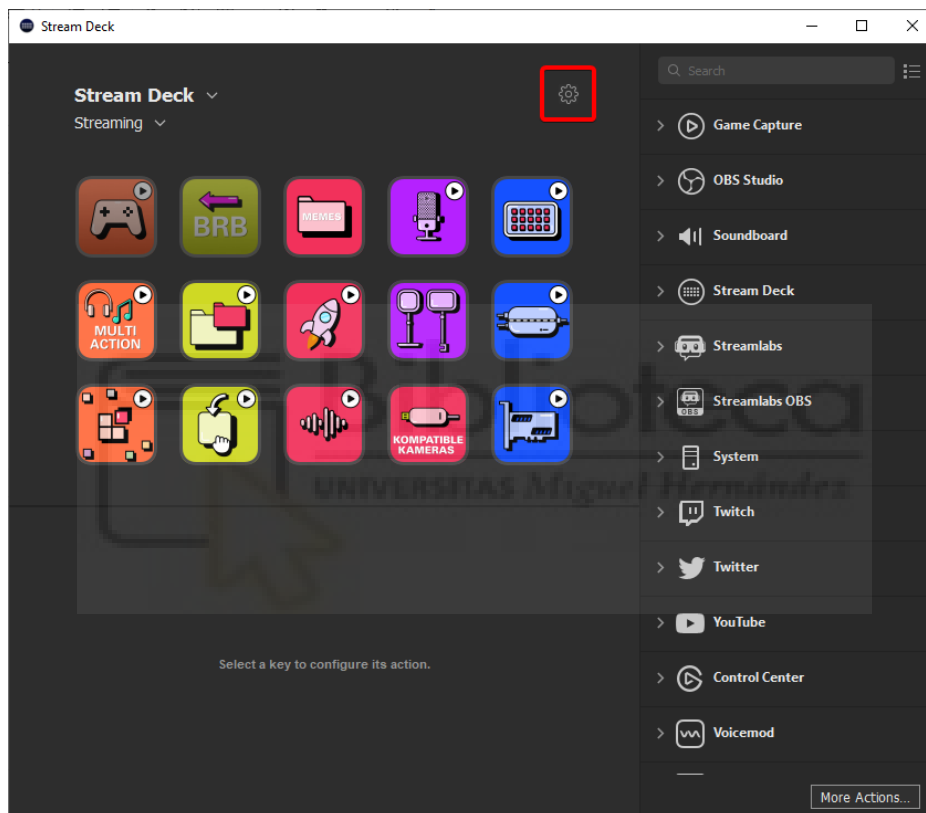 Stream Deck
Stream Deck
Streaming
BRB
MEMES
MULTI
ACTION
KOMPATIBLE
KAMERAS
Select a key to configure its action.
Search
Game Capture
OBS Studio
Soundboard
Stream Deck
Streamlabs
OBS
Streamlabs OBS
System
Twitch
Twitter
YouTube
Control Center
Voicemod
More Actions...
Biblioteca
UNIVERSITAS Miguel Hernández